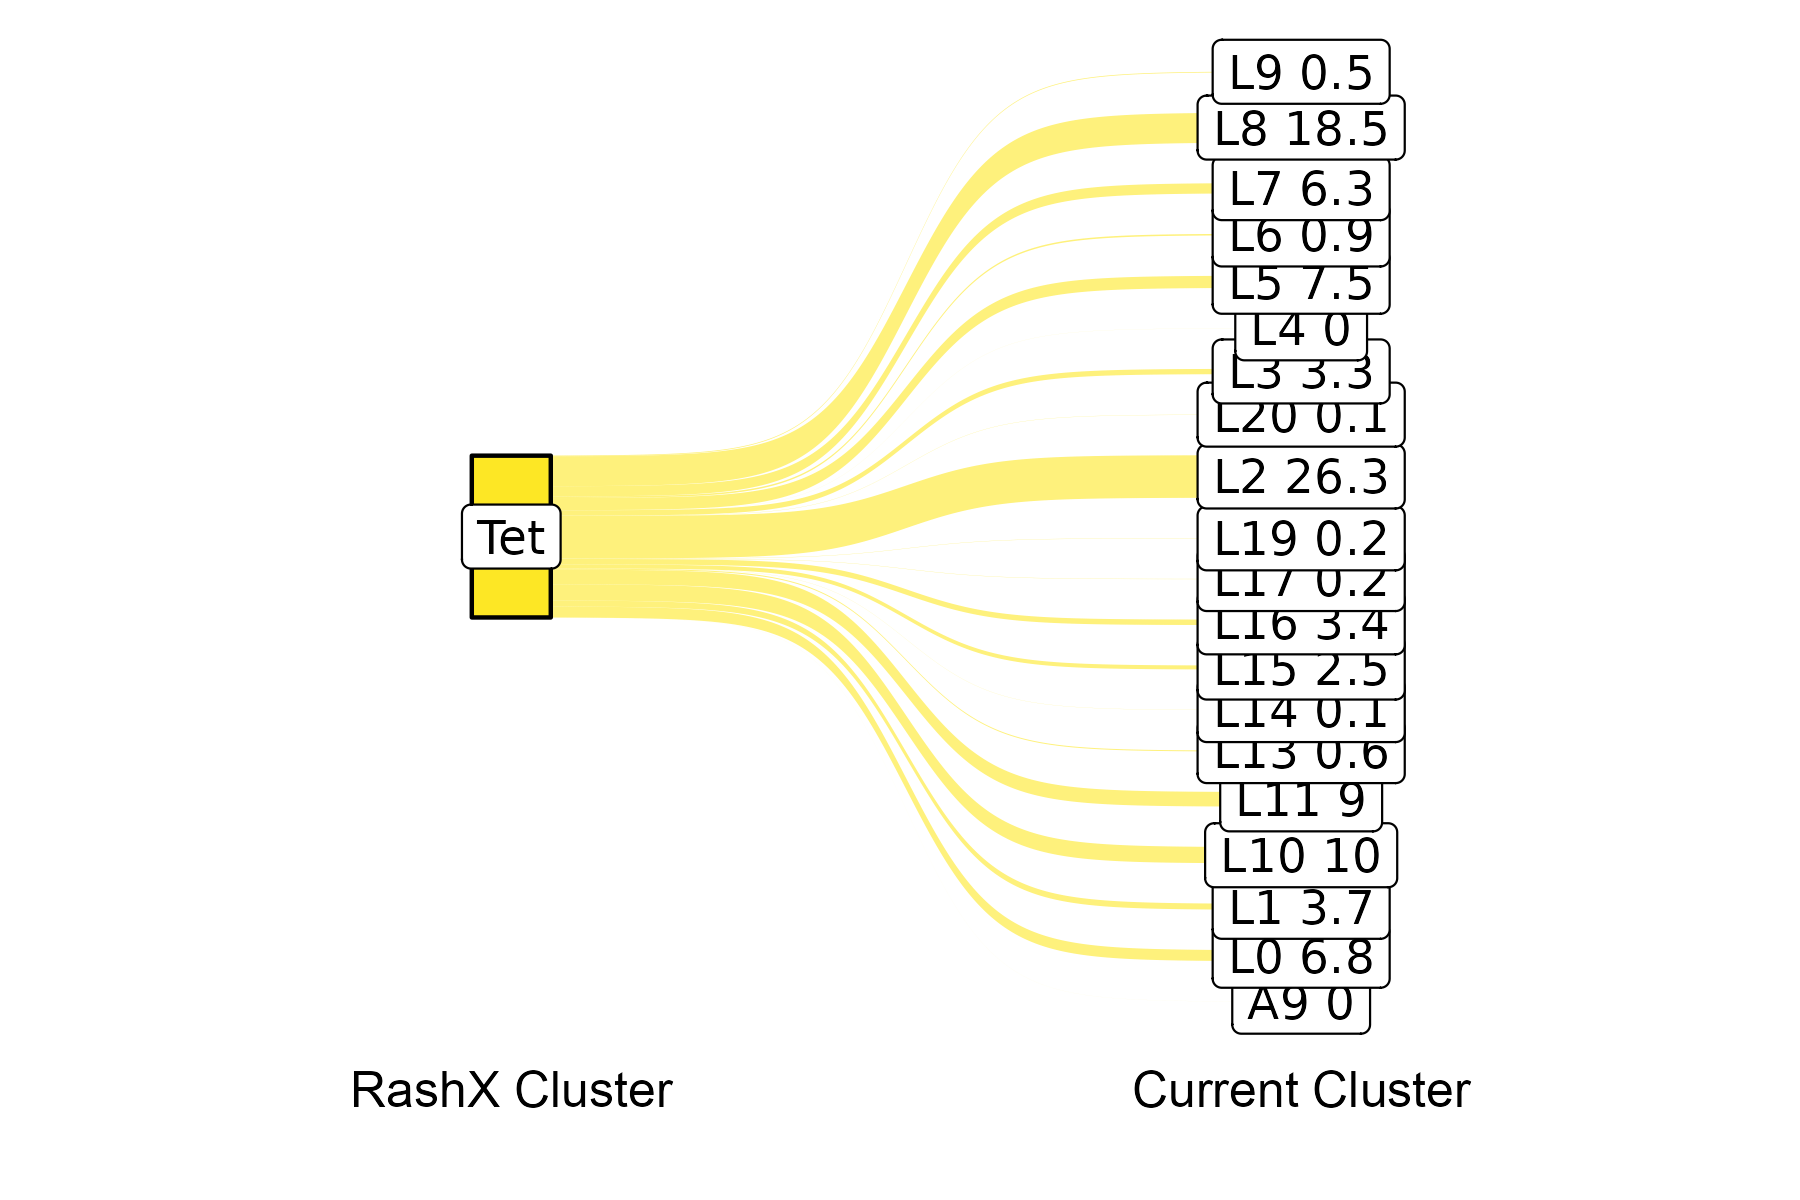 L9 0.5
L8 18.5
L7 6.3
L6 0.9
L5 7.5
L4 0
L3 3.3
L20 0.1
L2 26.3
Tet
L19 0.2
L17 0.2
L16 3.4
L15 2.5
L14 0.1
L13 0.6
L11 9
L10 10
L1 3.7
L0 6.8
A9 0
RashX Cluster
Current Cluster